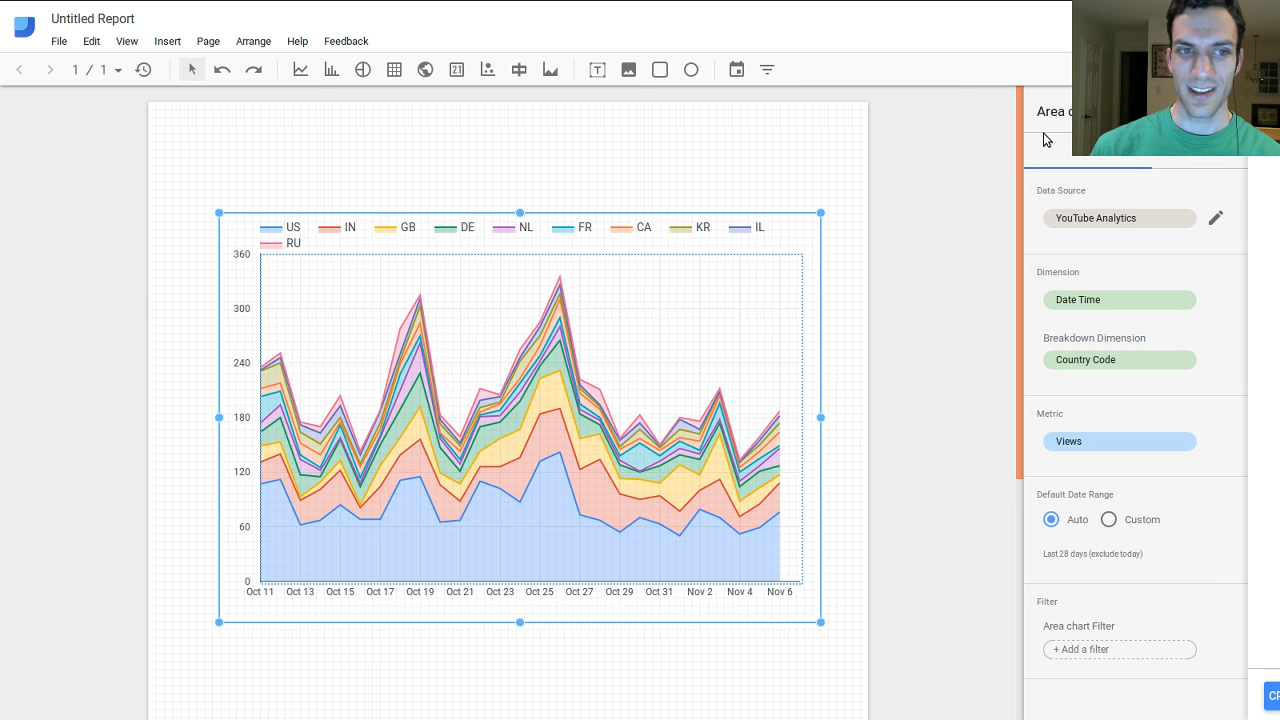 Untitled Report
File Edit View Insert Page Arrange Help Feedback
1 / 1
Area c
Data Source
YouTube Analytics
Dimension
Date Time
Breakdown Dimension
Country Code
Metric
Views
Default Date Range
Auto Custom
Last 28 days (exclude today)
Filter
Area chart Filter
+ Add a filter
CR
US IN GB DE NL FR CA KR IL
RU
360
300
240
180
120
60
0
Oct 11 Oct 13 Oct 15 Oct 17 Oct 19 Oct 21 Oct 23 Oct 25 Oct 27 Oct 29 Oct 31 Nov 2 Nov 4 Nov 6